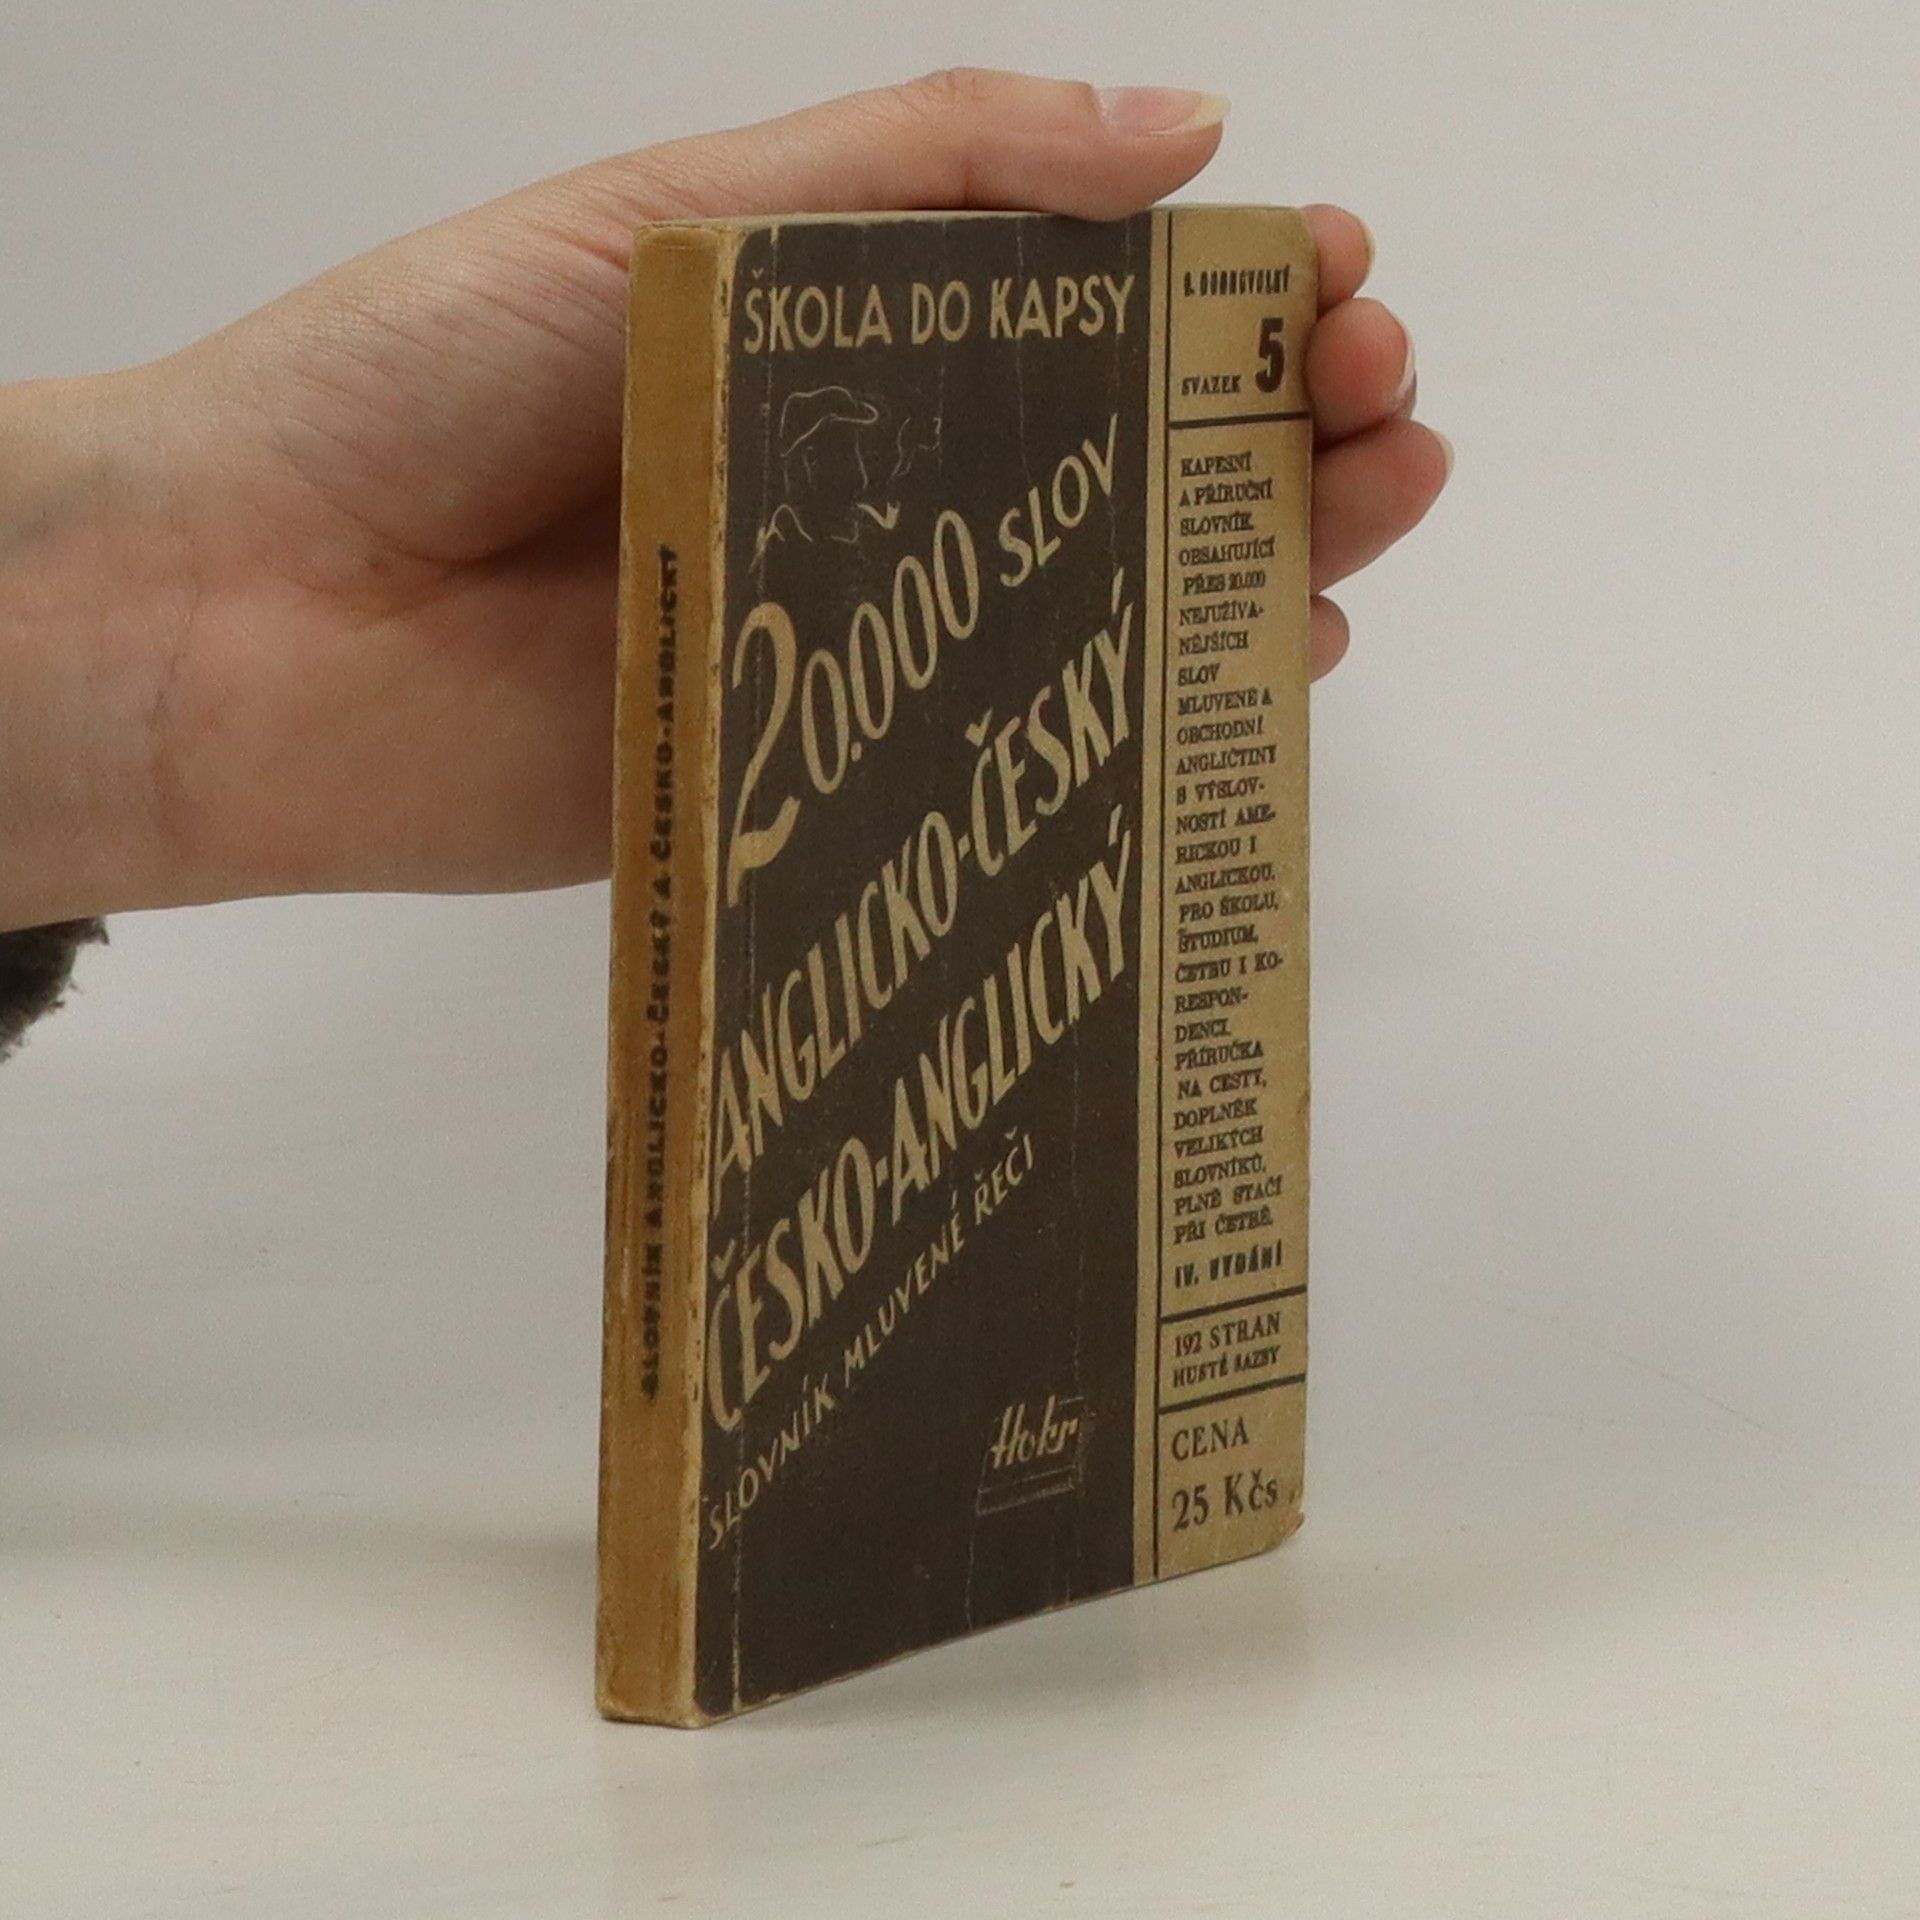 SLOVNÍK ANGLICKO-ČESKÝ A ČESKO-ANGLICKÝ
ŠKOLA DO KAPSY
20.000 SLOV
ANGLICKO-ČESKÝ
ČESKO-ANGLICKÝ
SLOVNÍK MLUVENÉ ŘEČI
Hokr
DOBROVOLNÝ
SVAZEK 5
KAPESNÍ
A PŘÍRUČNÍ
SLOVNÍK,
OBSAHUJÍCÍ
PŘES 20.000
NEJUŽÍVA-
NĚJŠÍCH
SLOV
MLUVENÉ A
OBCHODNÍ
ANGLIČTINY
S VÝSLOV-
NOSTÍ AME-
RICKOU I
ANGLICKOU.
PRO ŠKOLU,
STUDIUM,
ČETBU I KO-
RESPON-
DENCI.
PŘÍRUČKA
NA CESTY,
DOPLNĚK
VELIKÝCH
SLOVNÍKŮ.
PLNĚ STAČÍ
PŘI ČETBĚ.
IV. VYDÁNÍ
192 STRAN
HUSTÉ SAZBY
CENA
25 Kčs